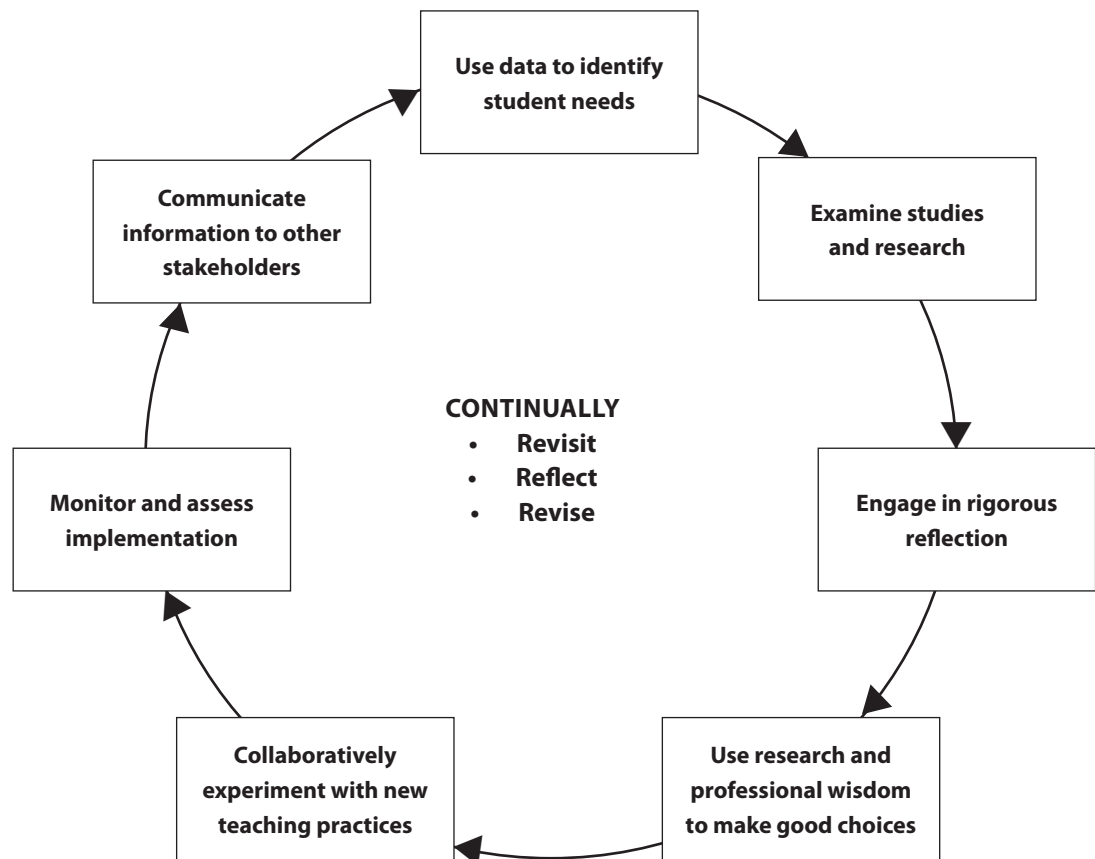 Use data to identify
student needs
Examine studies
and research
Engage in rigorous
reflection
Use research and
professional wisdom
to make good choices
Collaboratively
experiment with new
teaching practices
Monitor and assess
implementation
Communicate
information to other
stakeholders
CONTINUALLY
• Revisit
• Reflect
• Revise